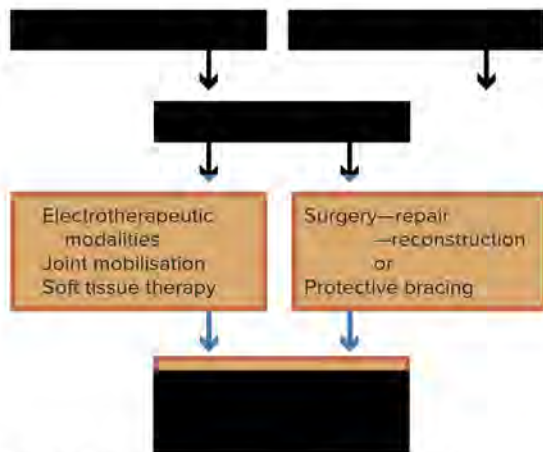 Electrotherapeutic
modalities
Joint mobilisation
Soft tissue therapy
Surgery—repair
—reconstruction
or
Protective bracing